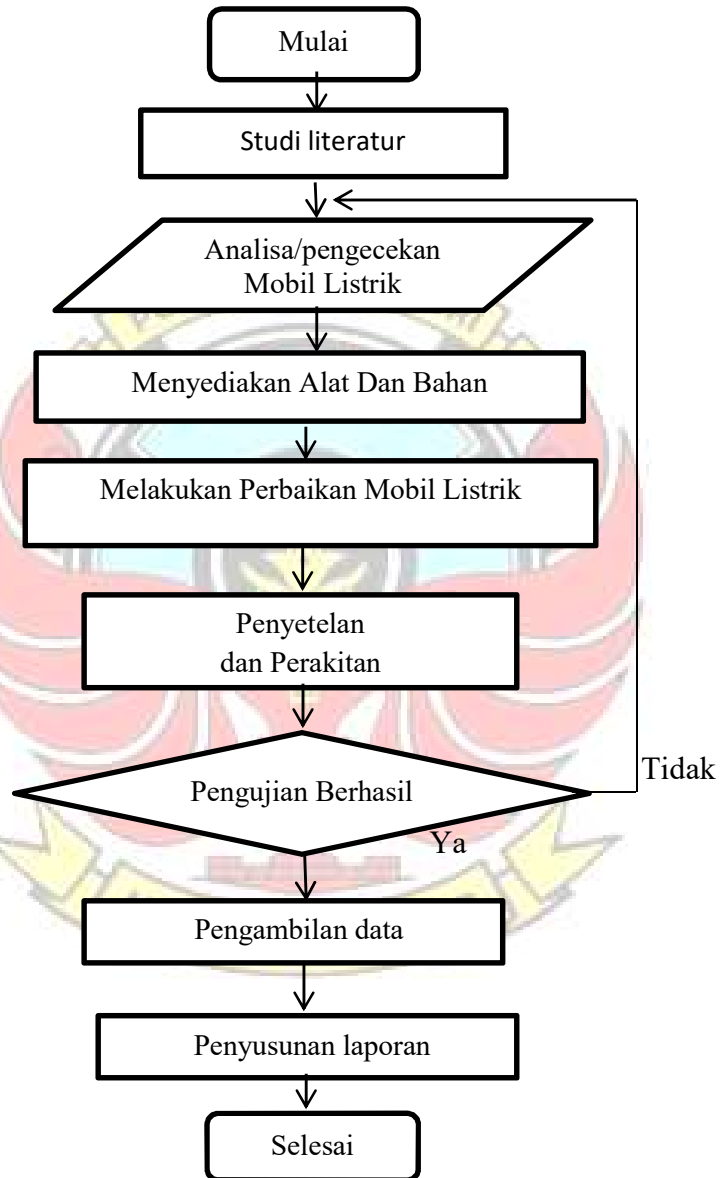 Mulai
Studi literatur
Analisa/pengecekan
Mobil Listrik
Menyediakan Alat Dan Bahan
Melakukan Perbaikan Mobil Listrik
Penyetelan
dan Perakitan
Pengujian Berhasil
Tidak
Ya
Pengambilan data
Penyusunan laporan
Selesai